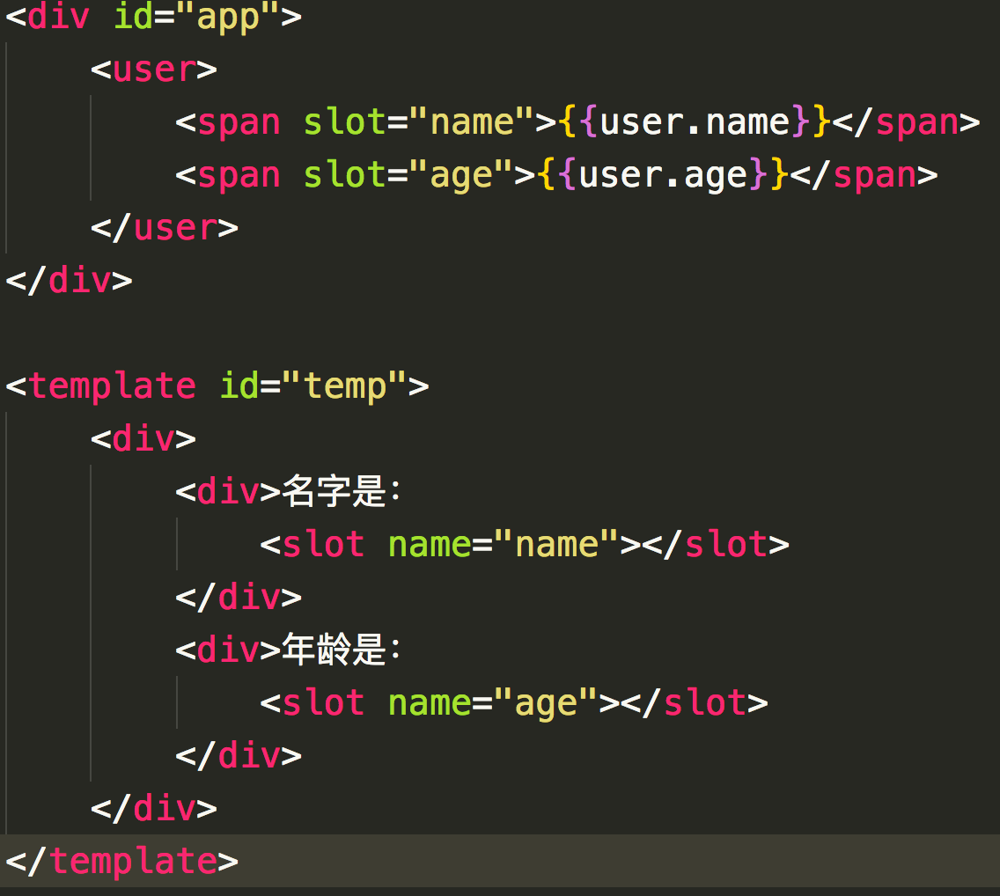 <div id="app">
    <user>
        <span slot="name">{{user.name}}</span>
        <span slot="age">{{user.age}}</span>
    </user>
</div>

<template id="temp">
    <div>
        <div>名字是：
            <slot name="name"></slot>
        </div>
        <div>年龄是：
            <slot name="age"></slot>
        </div>
    </div>
</template>